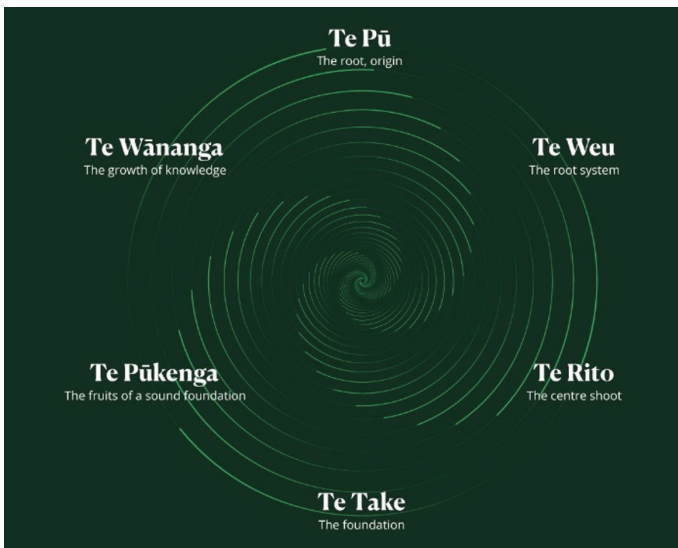 Te Pū
The root, origin
Te Wānanga
The growth of knowledge
Te Weu
The root system
Te Pūkenga
The fruits of a sound foundation
Te Rito
The centre shoot
Te Take
The foundation